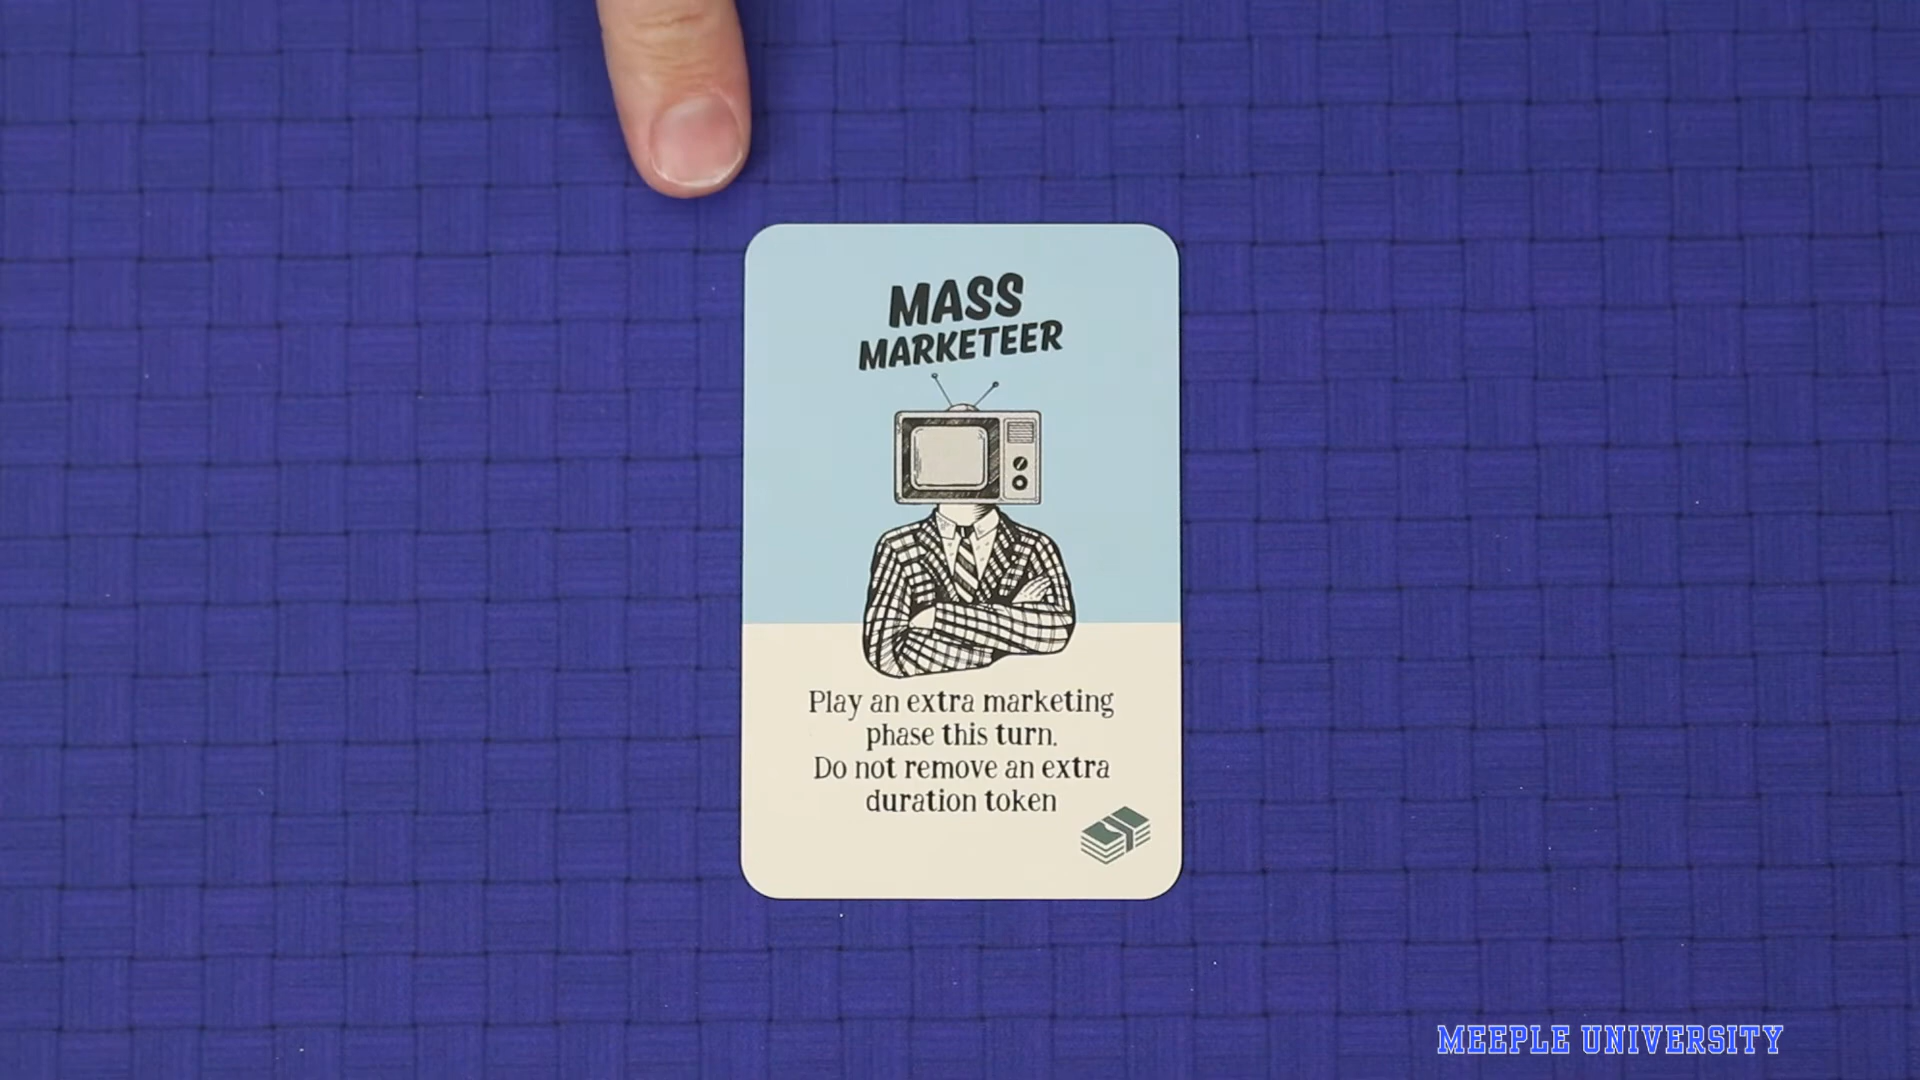 MASS
MARKETEER
Play an extra marketing
phase this turn.
Do not remove an extra
duration token
MEEPLE UNIVERSITY